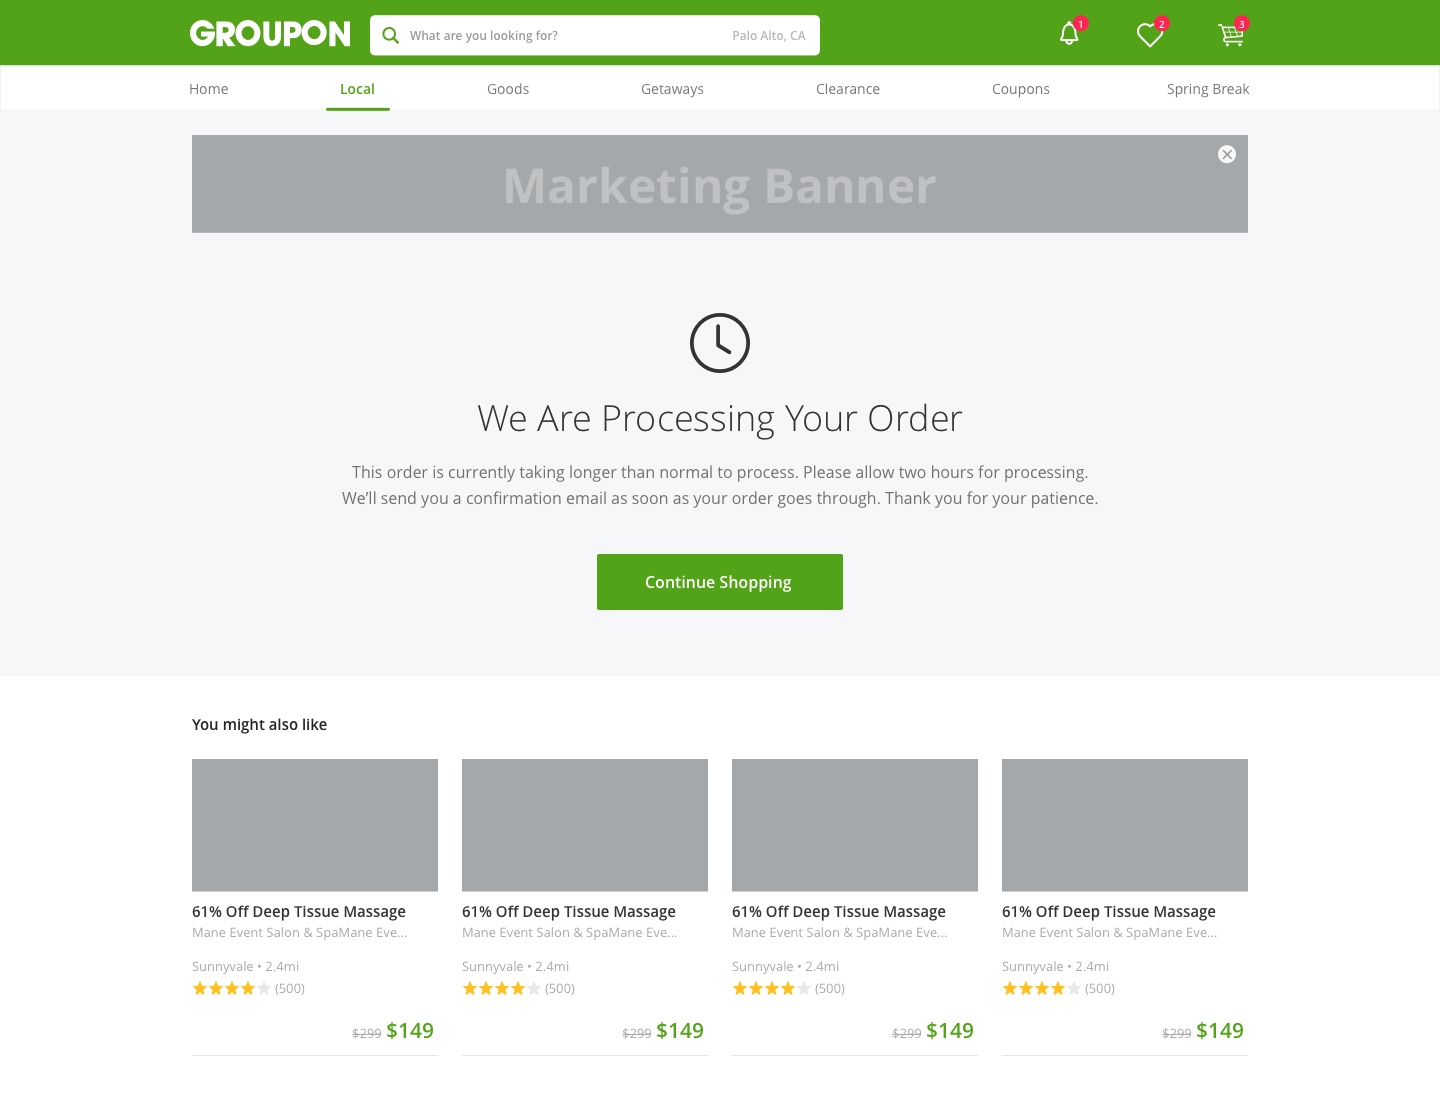 GROUPON
What are you looking for? Palo Alto, CA
1
2
3
Home Local Goods Getaways Clearance Coupons Spring Break
Marketing Banner
We Are Processing Your Order
This order is currently taking longer than normal to process. Please allow two hours for processing.
We’ll send you a confirmation email as soon as your order goes through. Thank you for your patience.
Continue Shopping
You might also like
61% Off Deep Tissue Massage
Mane Event Salon & SpaMane Eve...
Sunnyvale • 2.4mi
(500)
$299 $149
61% Off Deep Tissue Massage
Mane Event Salon & SpaMane Eve...
Sunnyvale • 2.4mi
(500)
$299 $149
61% Off Deep Tissue Massage
Mane Event Salon & SpaMane Eve...
Sunnyvale • 2.4mi
(500)
$299 $149
61% Off Deep Tissue Massage
Mane Event Salon & SpaMane Eve...
Sunnyvale • 2.4mi
(500)
$299 $149